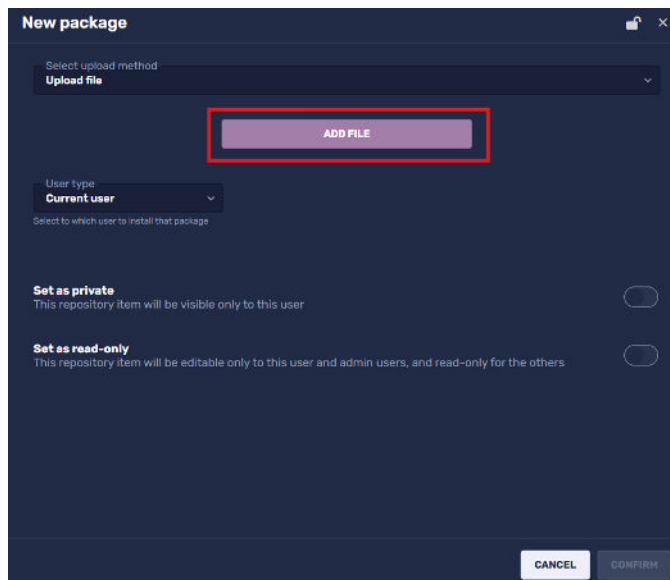 New package
Select upload method
Upload file
ADD FILE
User type
Current user
Select to which user to install that package
Set as private
This repository item will be visible only to this user
Set as read-only
This repository item will be editable only to this user and admin users, and read-only for the others
CANCEL
CONFIRM